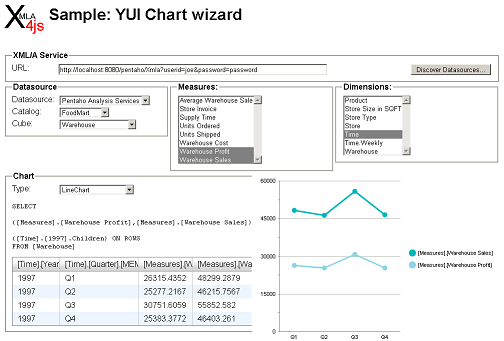 XMLA
4js
Sample: YUI Chart wizard
XML/A Service
URL:
http://localhost:8080/pentaho/Xmla?userid=joe&password=password
Discover Datasources...
Datasource
Datasource:
Pentaho Analysis Services
Catalog:
FoodMart
Cube:
Warehouse
Measures:
Average Warehouse Sale
Store Invoice
Supply Time
Units Ordered
Units Shipped
Warehouse Cost
Warehouse Profit
Warehouse Sales
Dimensions:
Product
Store Size in SQFT
Store Type
Store
Time
Time.Weekly
Warehouse
Chart
Type:
LineChart
SELECT
([Measures].[Warehouse Profit],[Measures].[Warehouse Sales])
([Time].[1997].Children) ON ROWS
FROM [Warehouse]
[Time].[Year [Time].[Quarter].[MEM [Measures].[W [Measures].[Wa
1997 Q1 26315.4352 48299.2879
1997 Q2 25277.2167 46215.7567
1997 Q3 30751.6059 55852.582
1997 Q4 25383.3772 46403.261
60000
45000
30000
15000
0
Q1 Q2 Q3 Q4
[Measures].[Warehouse Sales]
[Measures].[Warehouse Profit]